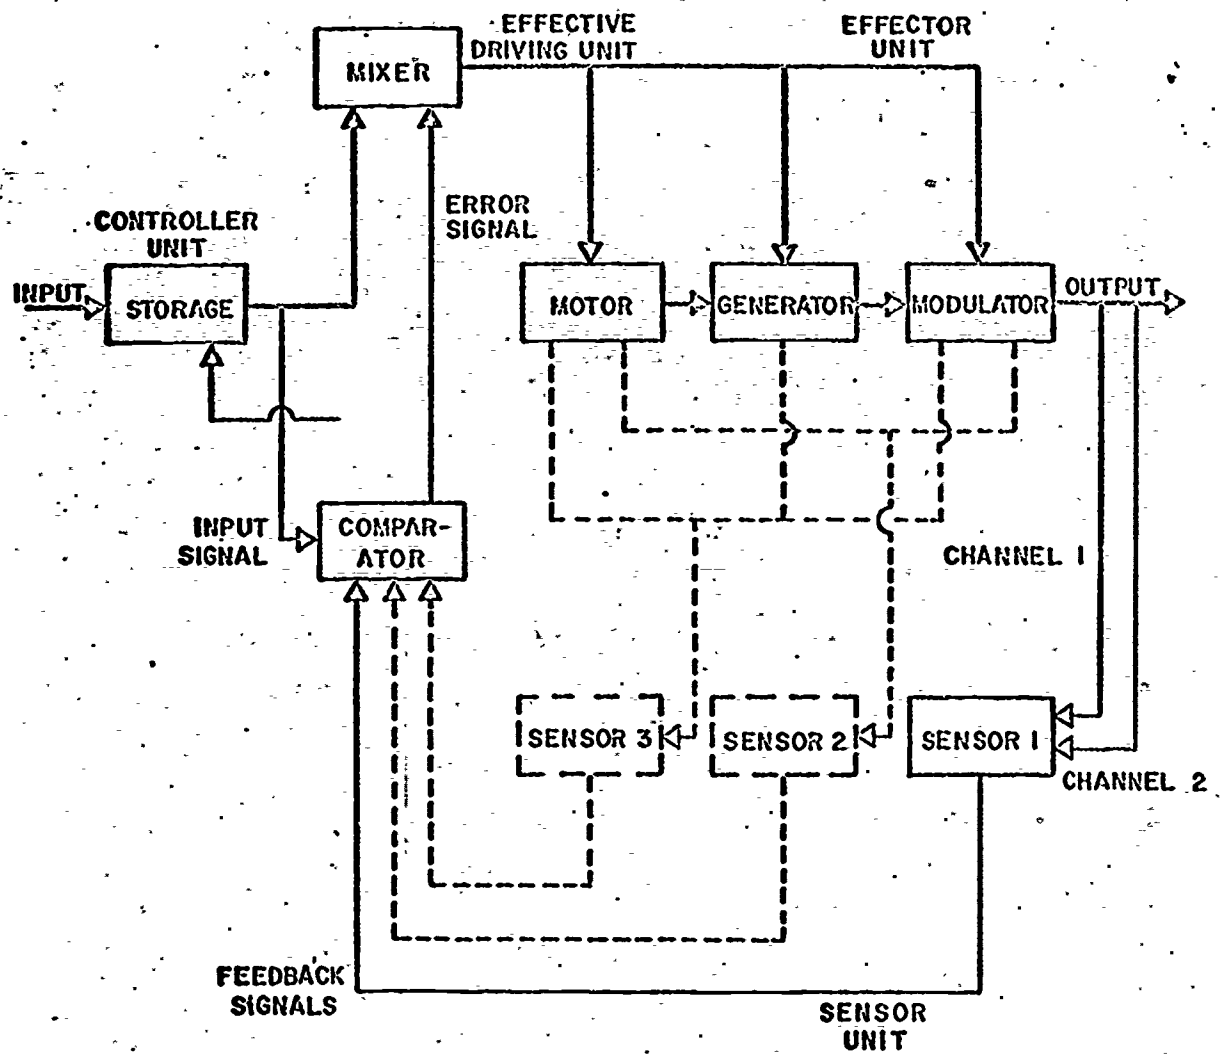 EFFECTIVE
DRIVING UNIT
EFFECTOR
UNIT
MIXER
ERROR
SIGNAL
CONTROLLER
UNIT
INPUT
STORAGE
MOTOR
GENERATOR
MODULATOR
OUTPUT
INPUT
SIGNAL
COMPAR-
ATOR
CHANNEL 1
SENSOR 3
SENSOR 2
SENSOR 1
CHANNEL 2
FEEDBACK
SIGNALS
SENSOR
UNIT